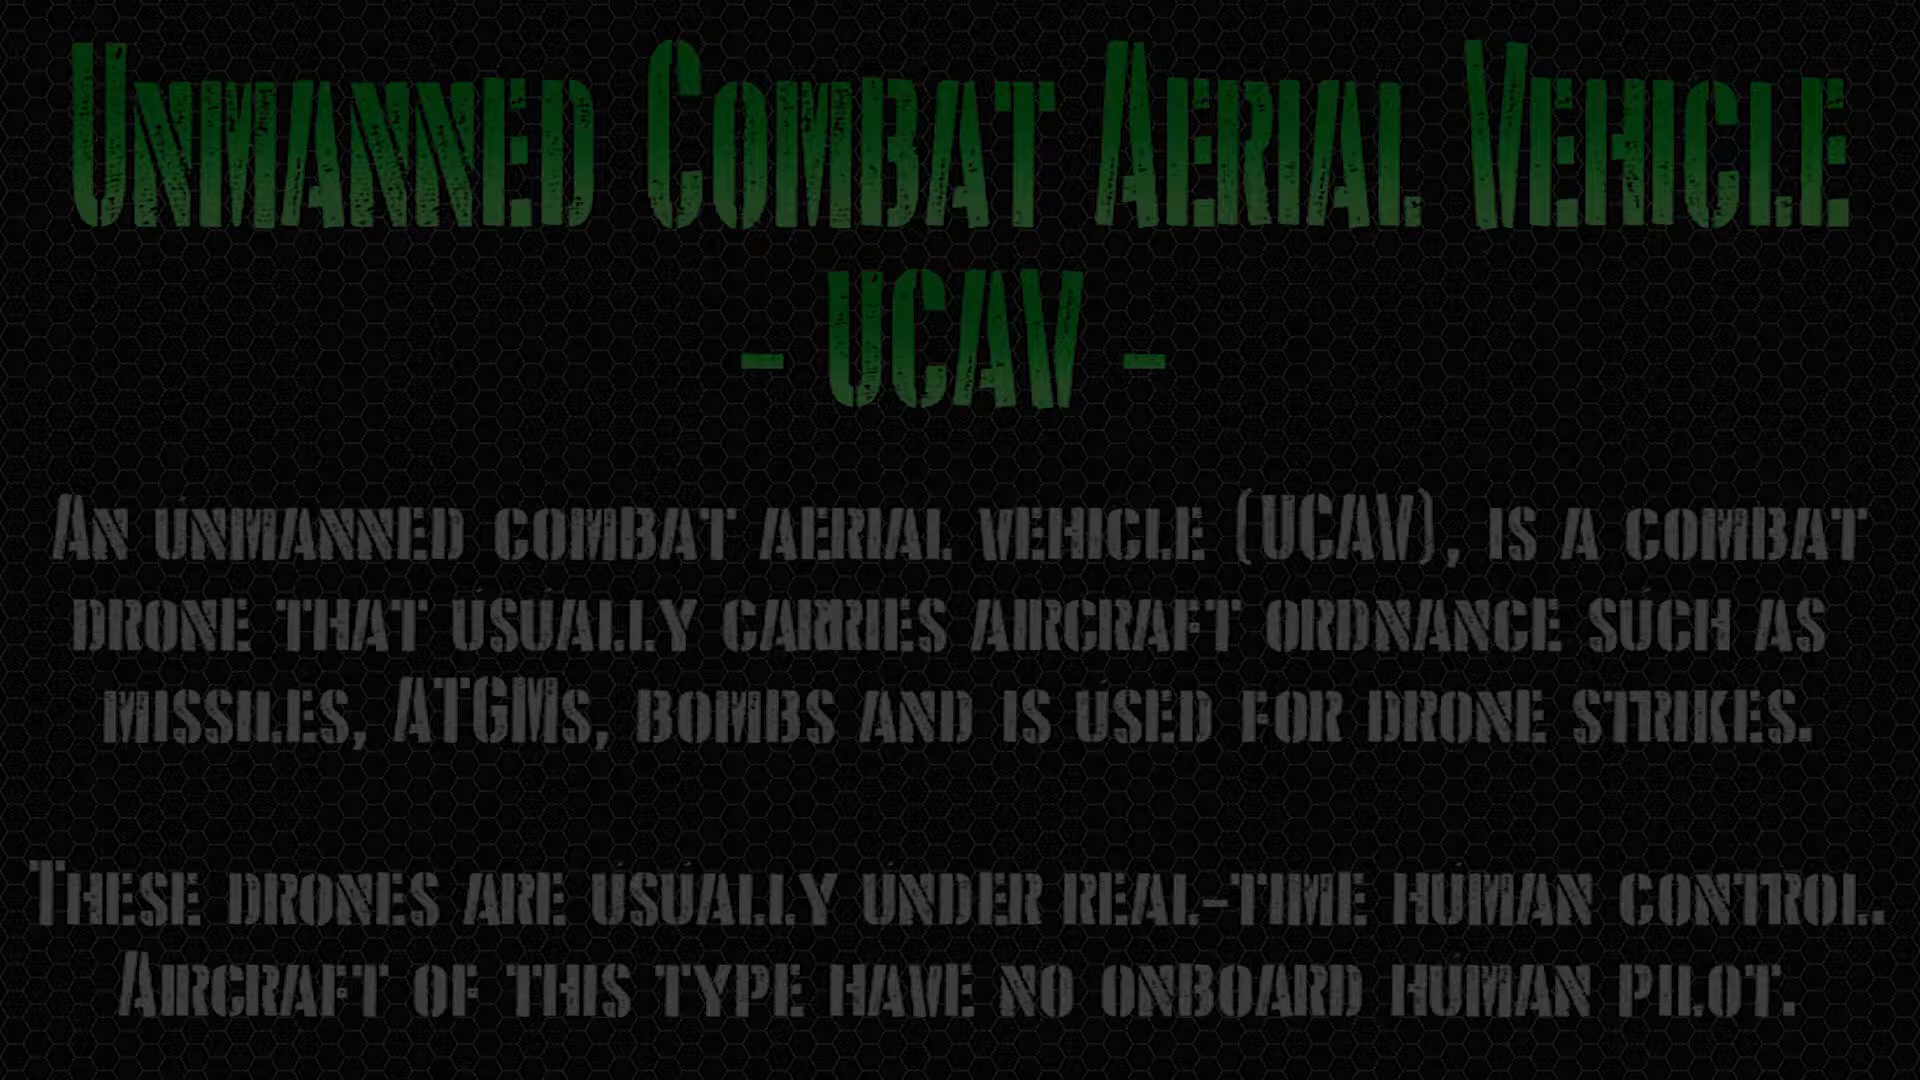 Unmanned Combat Aerial Vehicle
- UCAV -
An unmanned combat aerial vehicle (UCAV), is a combat
drone that usually carries aircraft ordnance such as
missiles, ATGMs, bombs and is used for drone strikes.
These drones are usually under real-time human control.
Aircraft of this type have no onboard human pilot.